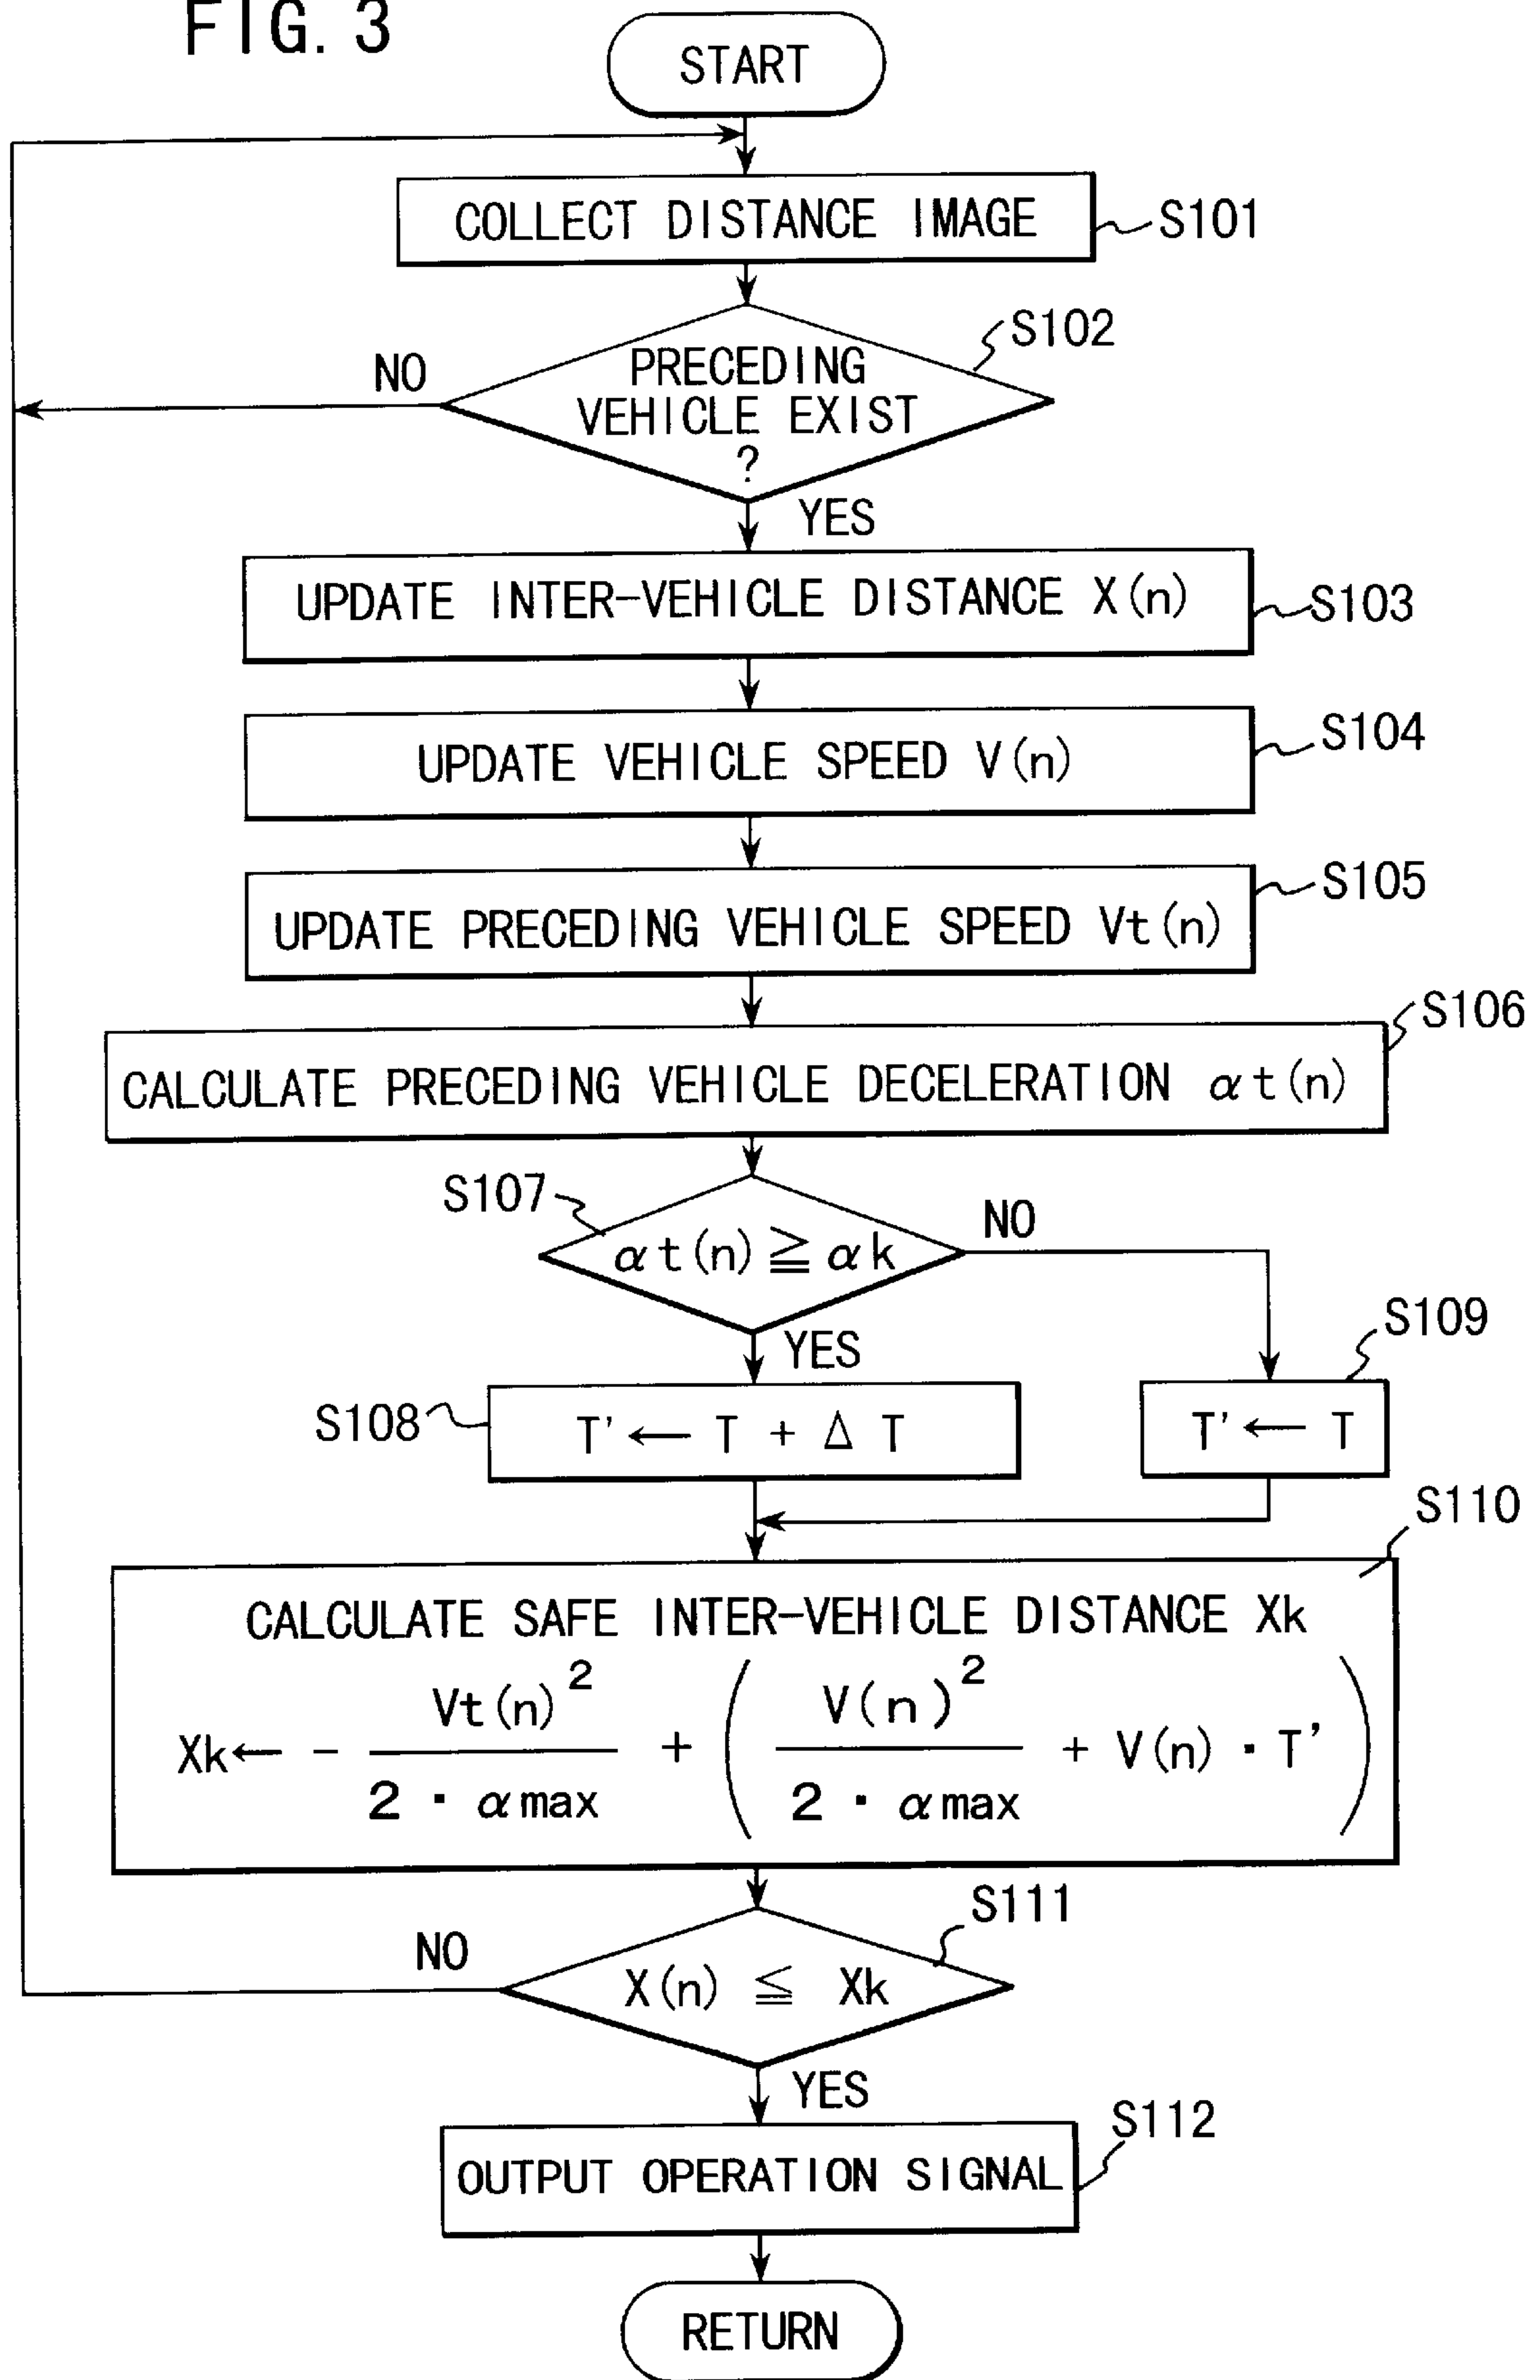 FIG. 3
START
COLLECT DISTANCE IMAGE
S101
S102
NO
PRECEDING
VEHICLE EXIST
?
YES
UPDATE INTER-VEHICLE DISTANCE X(n)
S103
UPDATE VEHICLE SPEED V(n)
S104
UPDATE PRECEDING VEHICLE SPEED Vt(n)
S105
CALCULATE PRECEDING VEHICLE DECELERATION αt(n)
S106
S107
αt(n) ≧ αk
NO
YES
S108
T' ← T + Δ T
S109
T' ← T
S110
CALCULATE SAFE INTER-VEHICLE DISTANCE Xk
Xk ← - Vt(n)² / 2 · αmax + ( V(n)² / 2 · αmax + V(n) · T' )
S111
NO
X(n) ≦ Xk
YES
S112
OUTPUT OPERATION SIGNAL
RETURN